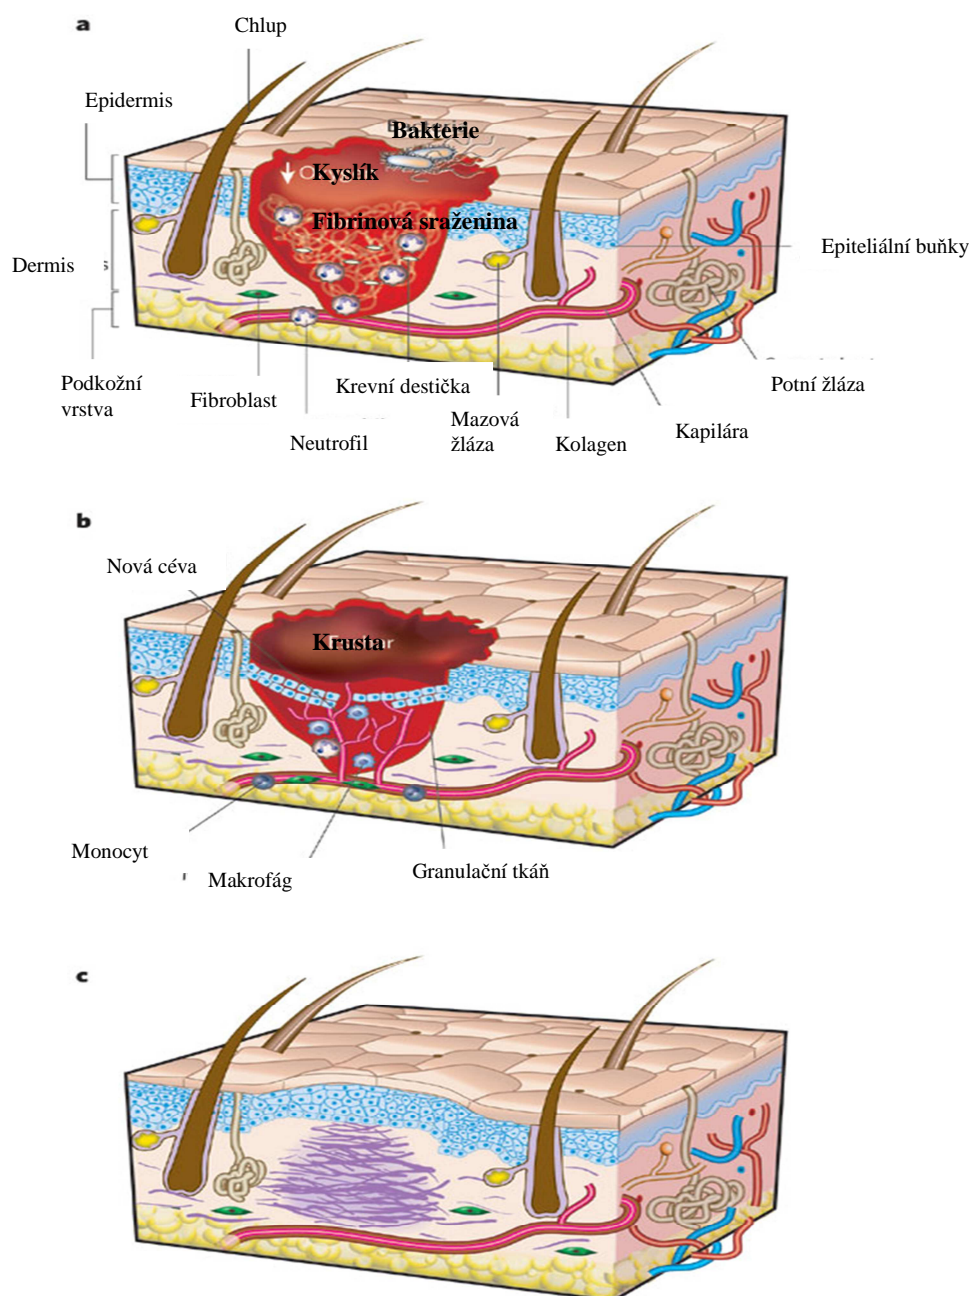 a
Chlup
Epidermis
Bakterie
Kyslík
Fibrinová sraženina
Epiteliální buňky
Dermis
Podkožní
vrstva
Fibroblast
Krevní destička
Potní žláza
Neutrofil
Mazová
žláza
Kolagen
Kapilára
b
Nová céva
Krusta
Monocyt
Makrofág
Granulační tkáň
c